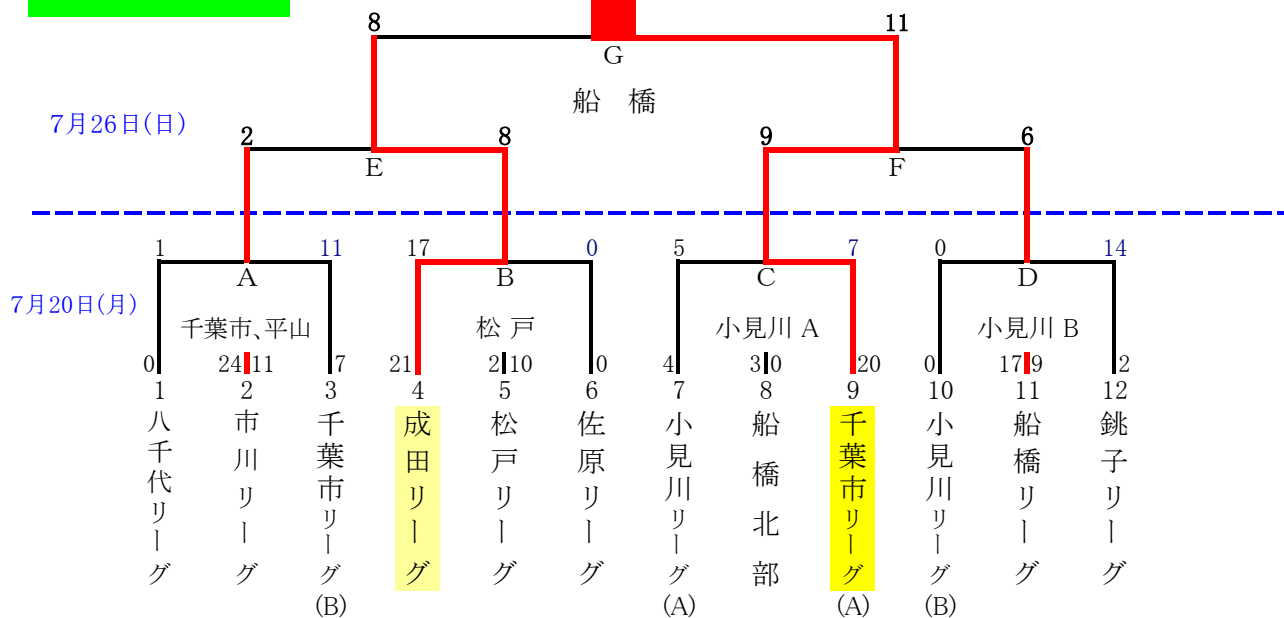 8 11
G
船 橋
7月26日(日)
2 8 9 6
E F
1 11 17 0 5 7 0 14
A B C D
7月20日(月)
千葉市、平山 松 戸 小見川 A 小見川 B
0 24 11 7 21 2 10 0 4 3 0 20 0 17 9 2
1 2 3 4 5 6 7 8 9 10 11 12
八千代リーグ
市川リーグ
千葉市リーグ
(B)
成田リーグ
松戸リーグ
佐原リーグ
小見川リーグ
(A)
船橋北部
千葉市リーグ
(A)
小見川リーグ
(B)
船橋リーグ
銚子リーグ